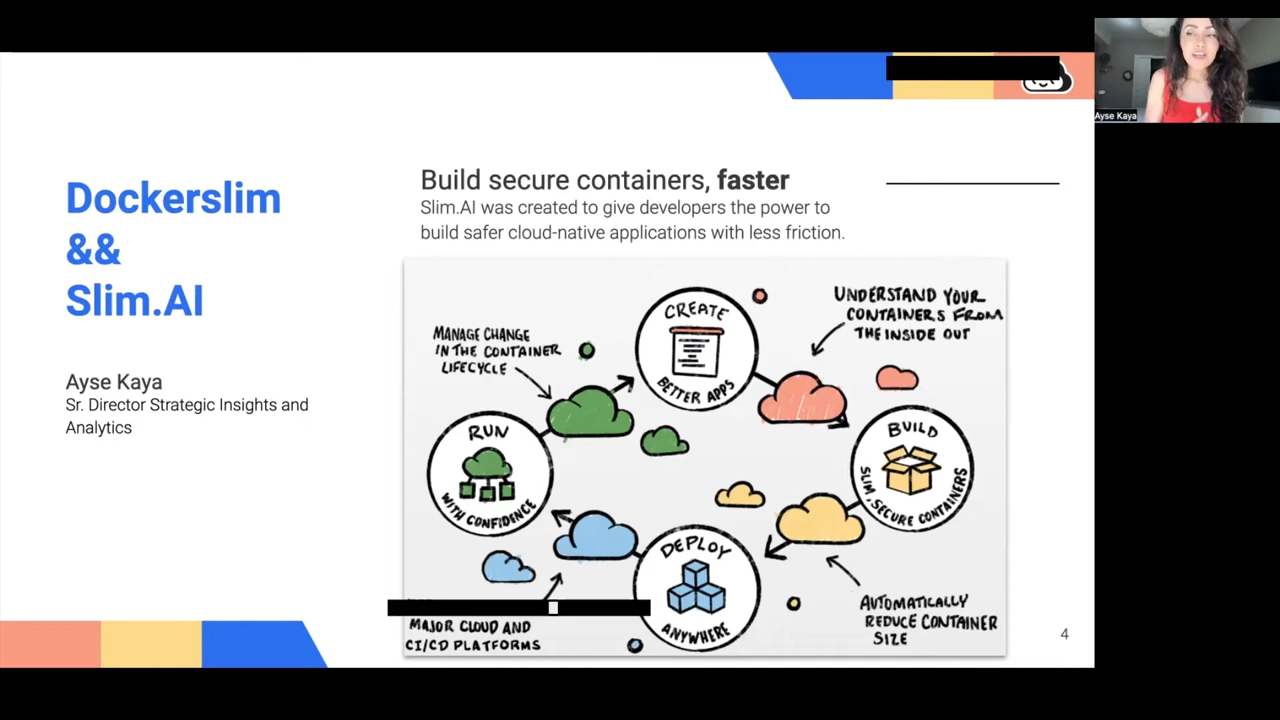 Ayse Kaya
Dockerslim
&&
Slim.AI
Ayse Kaya
Sr. Director Strategic Insights and
Analytics
Build secure containers, faster
Slim.AI was created to give developers the power to
build safer cloud-native applications with less friction.
MANAGE CHANGE
IN THE CONTAINER
LIFECYCLE
CREATE
BETTER APPS
UNDERSTAND YOUR
CONTAINERS FROM
THE INSIDE OUT
RUN
WITH CONFIDENCE
BUILD
SLIM, SECURE CONTAINERS
DEPLOY
ANYWHERE
MAJOR CLOUD AND
CI/CD PLATFORMS
AUTOMATICALLY
REDUCE CONTAINER
SIZE
4